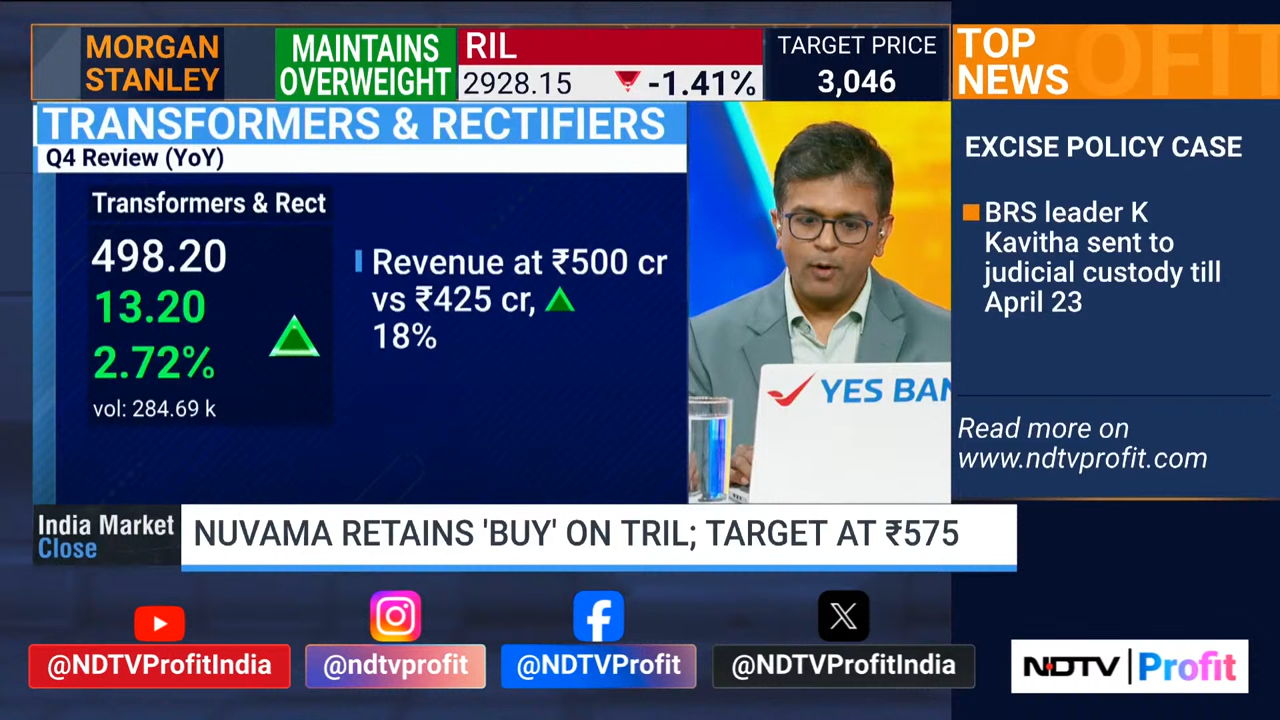 MORGAN
STANLEY
MAINTAINS
OVERWEIGHT
RIL
2928.15 -1.41%
TARGET PRICE
3,046
TOP
NEWS
TRANSFORMERS & RECTIFIERS
Q4 Review (YoY)
Transformers & Rect
498.20
13.20
2.72%
vol: 284.69 k
Revenue at ₹500 cr
vs ₹425 cr,
18%
YES BAN
EXCISE POLICY CASE
BRS leader K
Kavitha sent to
judicial custody till
April 23
Read more on
www.ndtvprofit.com
India Market
Close
NUVAMA RETAINS 'BUY' ON TRIL; TARGET AT ₹575
@NDTVProfitIndia
@ndtvprofit
@NDTVProfit
@NDTVProfitIndia
NDTV Profit